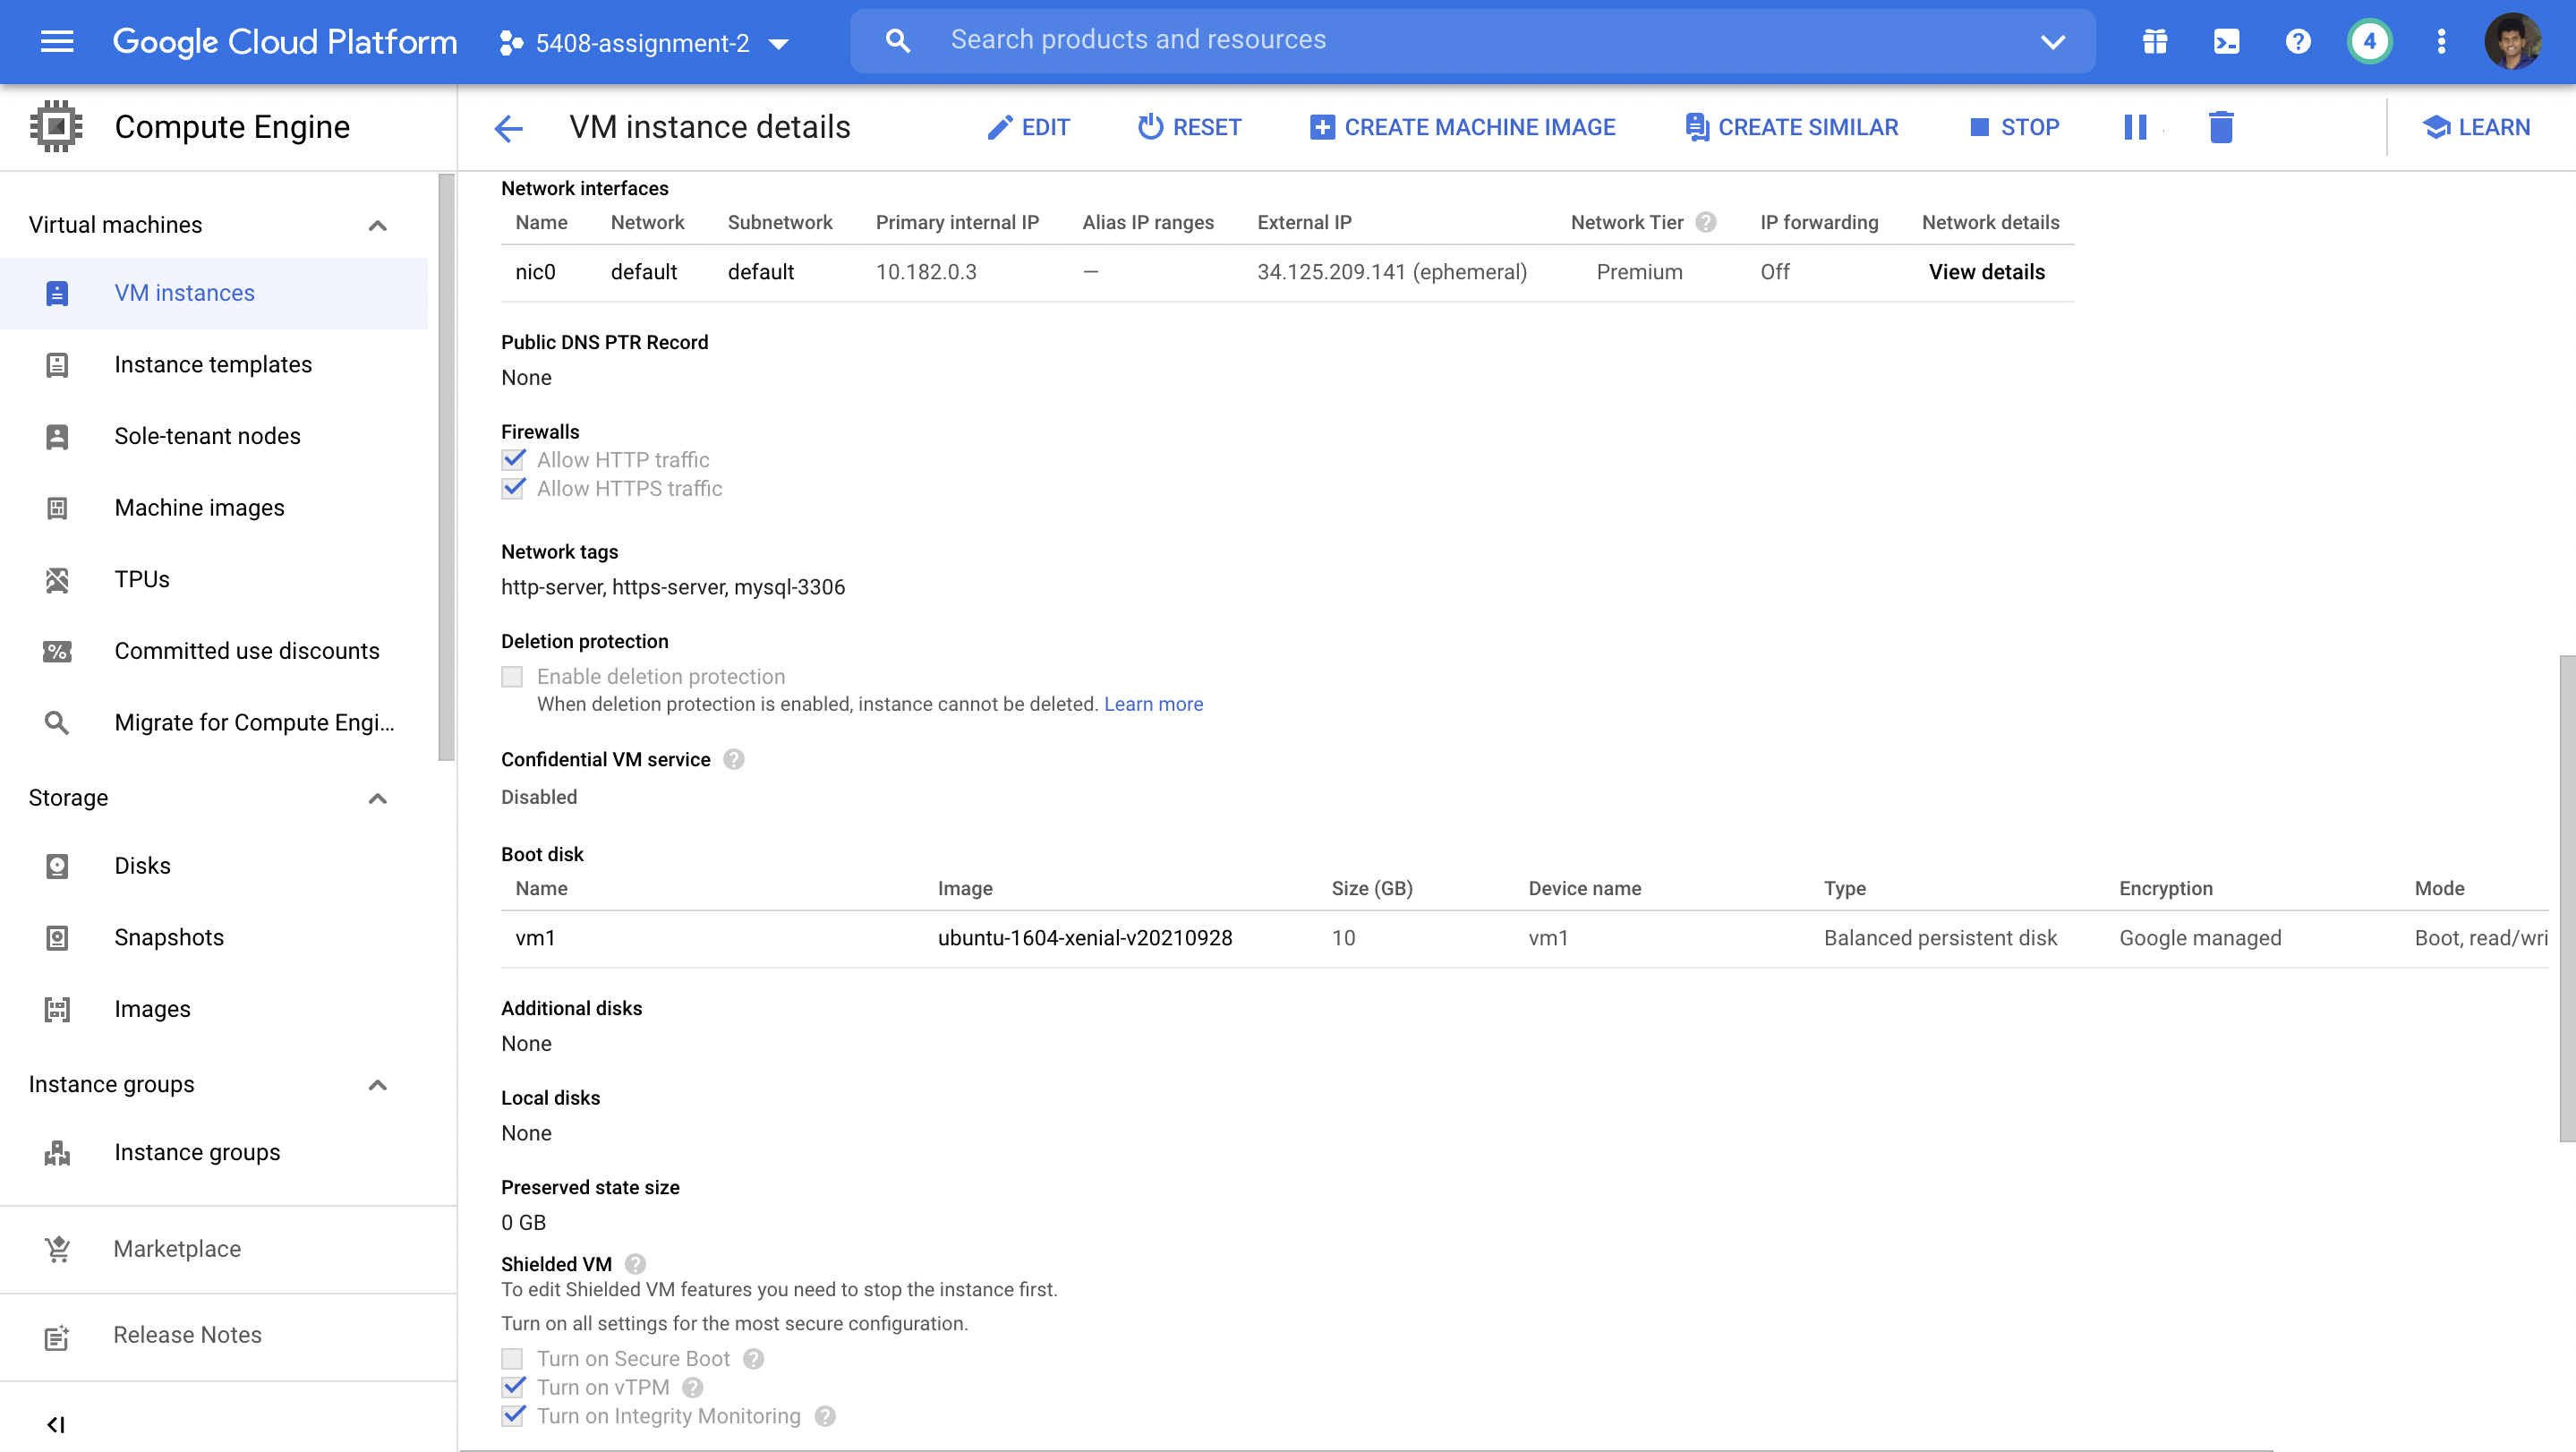 Google Cloud Platform
5408-assignment-2
Search products and resources
4
Compute Engine
VM instance details
EDIT
RESET
CREATE MACHINE IMAGE
CREATE SIMILAR
STOP
LEARN
Virtual machines
VM instances
Instance templates
Sole-tenant nodes
Machine images
TPUs
Committed use discounts
Migrate for Compute Engi...
Storage
Disks
Snapshots
Images
Instance groups
Instance groups
Marketplace
Release Notes
Network interfaces
Name Network Subnetwork Primary internal IP Alias IP ranges External IP Network Tier IP forwarding Network details
nic0 default default 10.182.0.3 — 34.125.209.141 (ephemeral) Premium Off View details
Public DNS PTR Record
None
Firewalls
Allow HTTP traffic
Allow HTTPS traffic
Network tags
http-server, https-server, mysql-3306
Deletion protection
Enable deletion protection
When deletion protection is enabled, instance cannot be deleted. Learn more
Confidential VM service
Disabled
Boot disk
Name Image Size (GB) Device name Type Encryption Mode
vm1 ubuntu-1604-xenial-v20210928 10 vm1 Balanced persistent disk Google managed Boot, read/wri
Additional disks
None
Local disks
None
Preserved state size
0 GB
Shielded VM
To edit Shielded VM features you need to stop the instance first.
Turn on all settings for the most secure configuration.
Turn on Secure Boot
Turn on vTPM
Turn on Integrity Monitoring